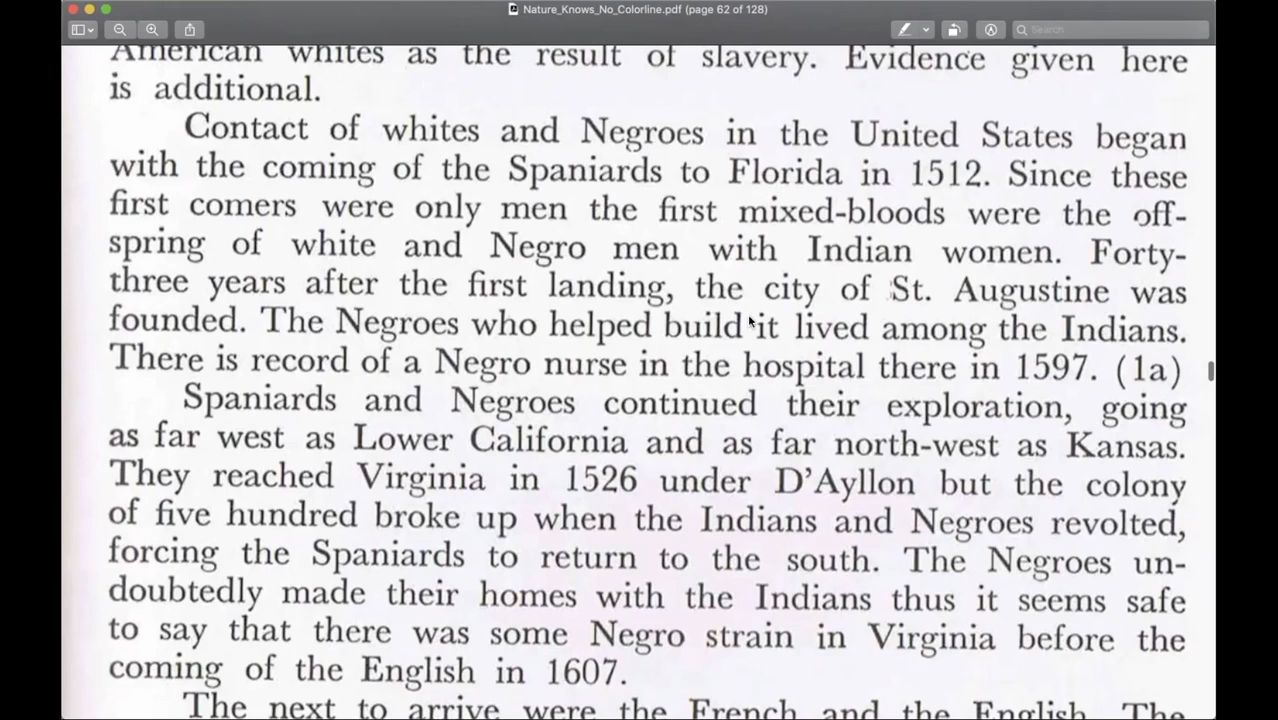 Nature_Knows_No_Colorline.pdf (page 62 of 128)
Search
American whites as the result of slavery. Evidence given here
is additional.
Contact of whites and Negroes in the United States began
with the coming of the Spaniards to Florida in 1512. Since these
first comers were only men the first mixed-bloods were the off-
spring of white and Negro men with Indian women. Forty-
three years after the first landing, the city of St. Augustine was
founded. The Negroes who helped build it lived among the Indians.
There is record of a Negro nurse in the hospital there in 1597. (1a)
Spaniards and Negroes continued their exploration, going
as far west as Lower California and as far north-west as Kansas.
They reached Virginia in 1526 under D'Ayllon but the colony
of five hundred broke up when the Indians and Negroes revolted,
forcing the Spaniards to return to the south. The Negroes un-
doubtedly made their homes with the Indians thus it seems safe
to say that there was some Negro strain in Virginia before the
coming of the English in 1607.
The next to arrive were the French and the English. The